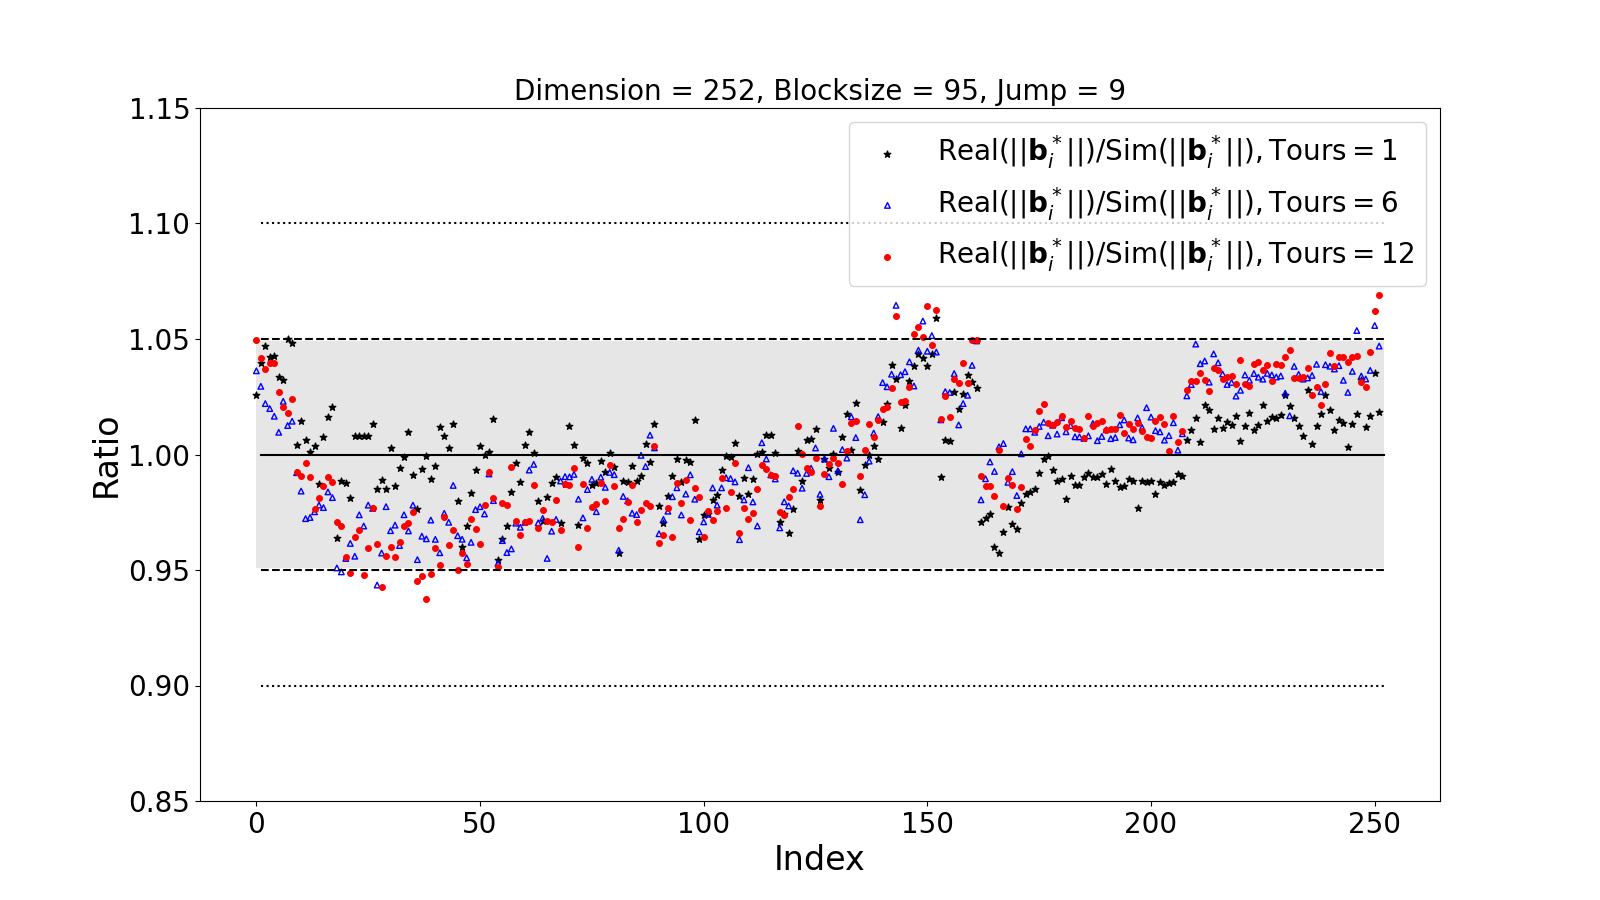 Dimension = 252, Blocksize = 95, Jump = 9
1.15
Real(||b_i^*||)/Sim(||b_i^*||), Tours = 1
Real(||b_i^*||)/Sim(||b_i^*||), Tours = 6
Real(||b_i^*||)/Sim(||b_i^*||), Tours = 12
1.10
1.05
1.00
0.95
0.90
0.85
Ratio
0 50 100 150 200 250
Index